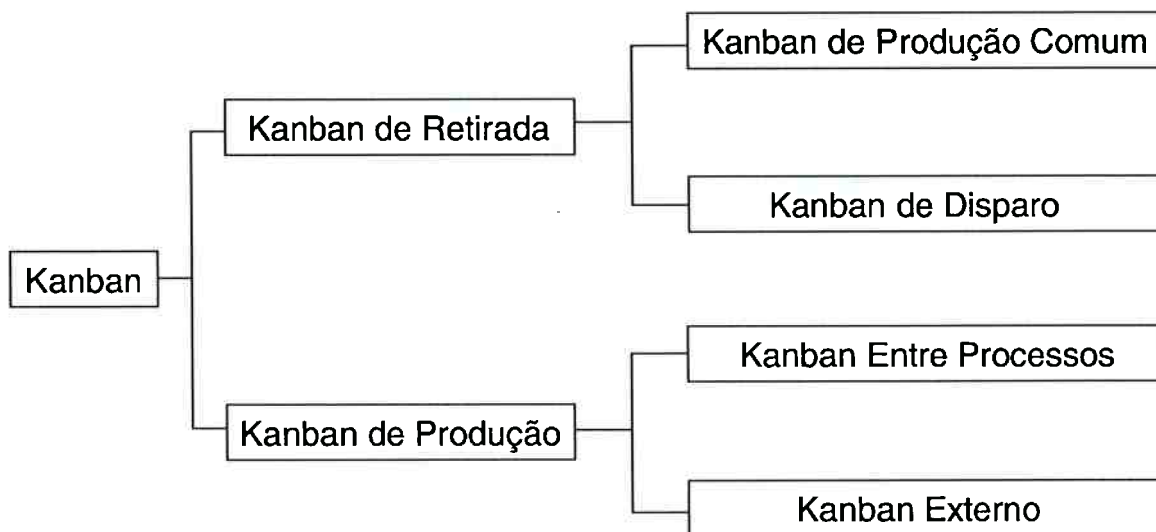 Kanban de Produção Comum
Kanban de Retirada
Kanban de Disparo
Kanban
Kanban Entre Processos
Kanban de Produção
Kanban Externo